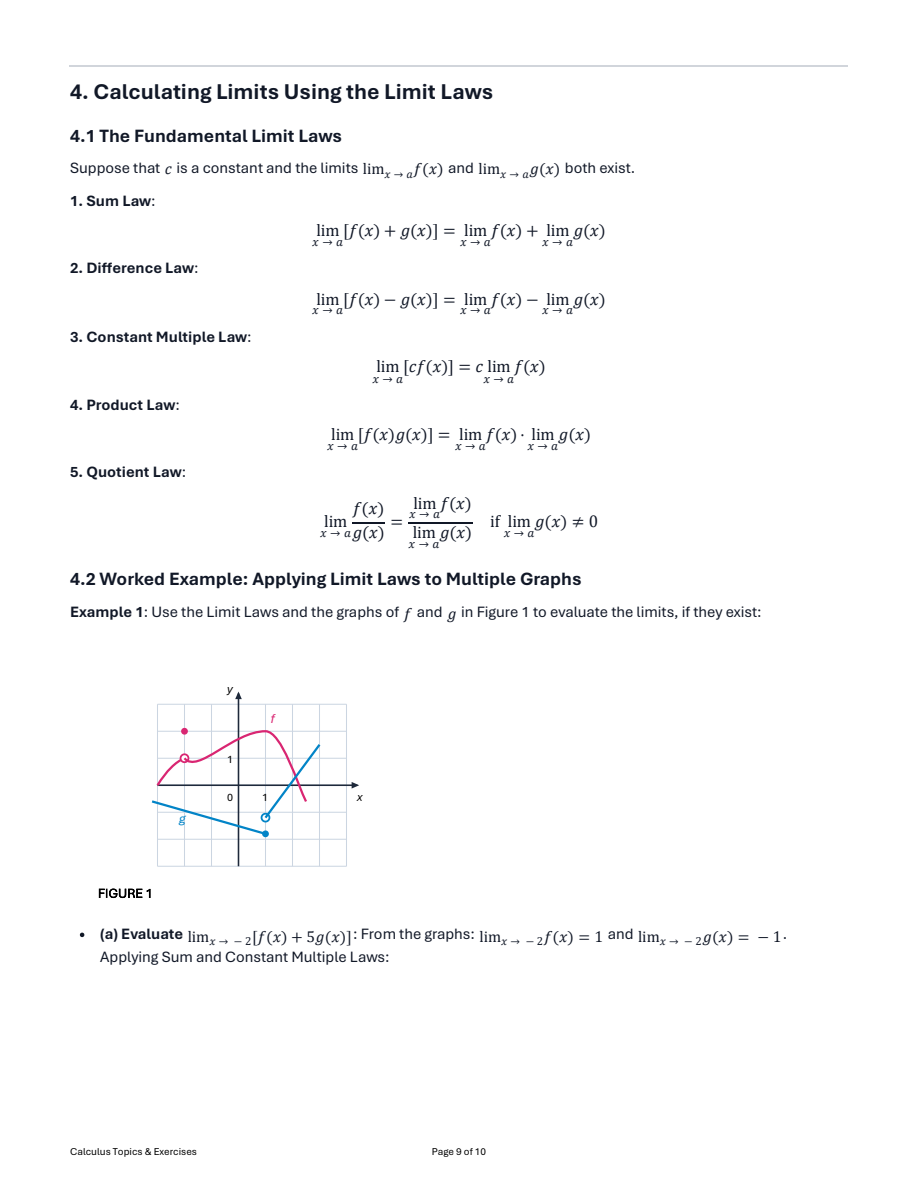 4. Calculating Limits Using the Limit Laws
4.1 The Fundamental Limit Laws
Suppose that c is a constant and the limits lim_{x → a} f(x) and lim_{x → a} g(x) both exist.
1. Sum Law:
lim_{x → a} [f(x) + g(x)] = lim_{x → a} f(x) + lim_{x → a} g(x)
2. Difference Law:
lim_{x → a} [f(x) − g(x)] = lim_{x → a} f(x) − lim_{x → a} g(x)
3. Constant Multiple Law:
lim_{x → a} [cf(x)] = c lim_{x → a} f(x)
4. Product Law:
lim_{x → a} [f(x)g(x)] = lim_{x → a} f(x) · lim_{x → a} g(x)
5. Quotient Law:
lim_{x → a} \frac{f(x)}{g(x)} = \frac{lim_{x → a} f(x)}{lim_{x → a} g(x)} if lim_{x → a} g(x) ≠ 0
4.2 Worked Example: Applying Limit Laws to Multiple Graphs
Example 1: Use the Limit Laws and the graphs of f and g in Figure 1 to evaluate the limits, if they exist:
y
f
1
0 1 x
g
FIGURE 1
• (a) Evaluate lim_{x → − 2} [f(x) + 5g(x)]: From the graphs: lim_{x → − 2} f(x) = 1 and lim_{x → − 2} g(x) = − 1.
Applying Sum and Constant Multiple Laws:
Calculus Topics & Exercises Page 9 of 10